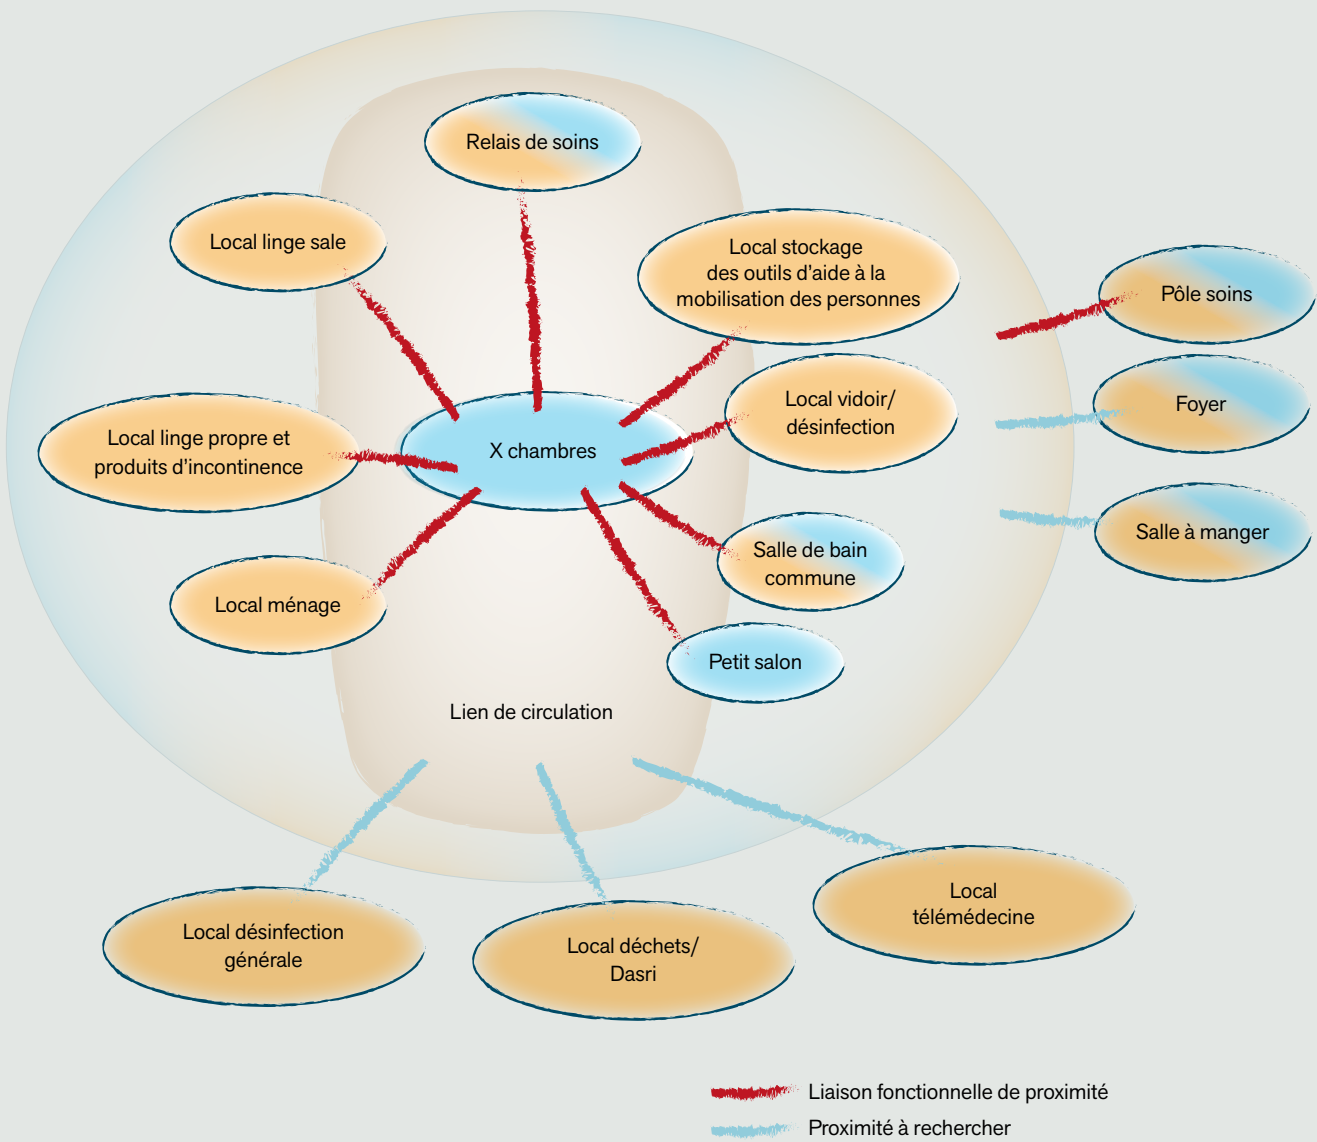 Relais de soins
Local linge sale
Local stockage
des outils d'aide à la
mobilisation des personnes
Pôle soins
Local vidoir/
désinfection
Foyer
Local linge propre et
produits d'incontinence
X chambres
Salle à manger
Salle de bain
commune
Local ménage
Petit salon
Lien de circulation
Local
télémédecine
Local désinfection
générale
Local déchets/
Dasri
Liaison fonctionnelle de proximité
Proximité à rechercher